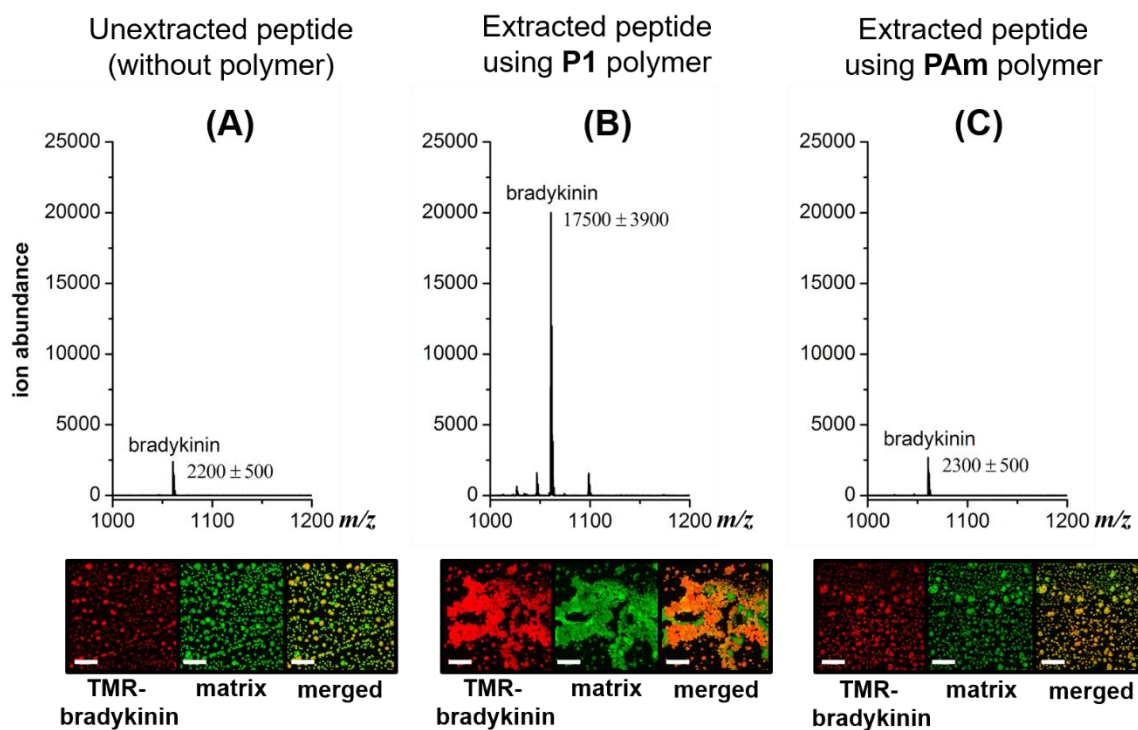 Unextracted peptide
(without polymer)
Extracted peptide
using P1 polymer
Extracted peptide
using PAm polymer
(A)
25000
20000
15000
10000
5000
0
ion abundance
bradykinin
2200 ± 500
1000 1100 1200 m/z
(B)
25000
20000
15000
10000
5000
0
bradykinin
17500 ± 3900
1000 1100 1200 m/z
(C)
25000
20000
15000
10000
5000
0
bradykinin
2300 ± 500
1000 1100 1200 m/z
TMR-
bradykinin
matrix
merged
TMR-
bradykinin
matrix
merged
TMR-
bradykinin
matrix
merged